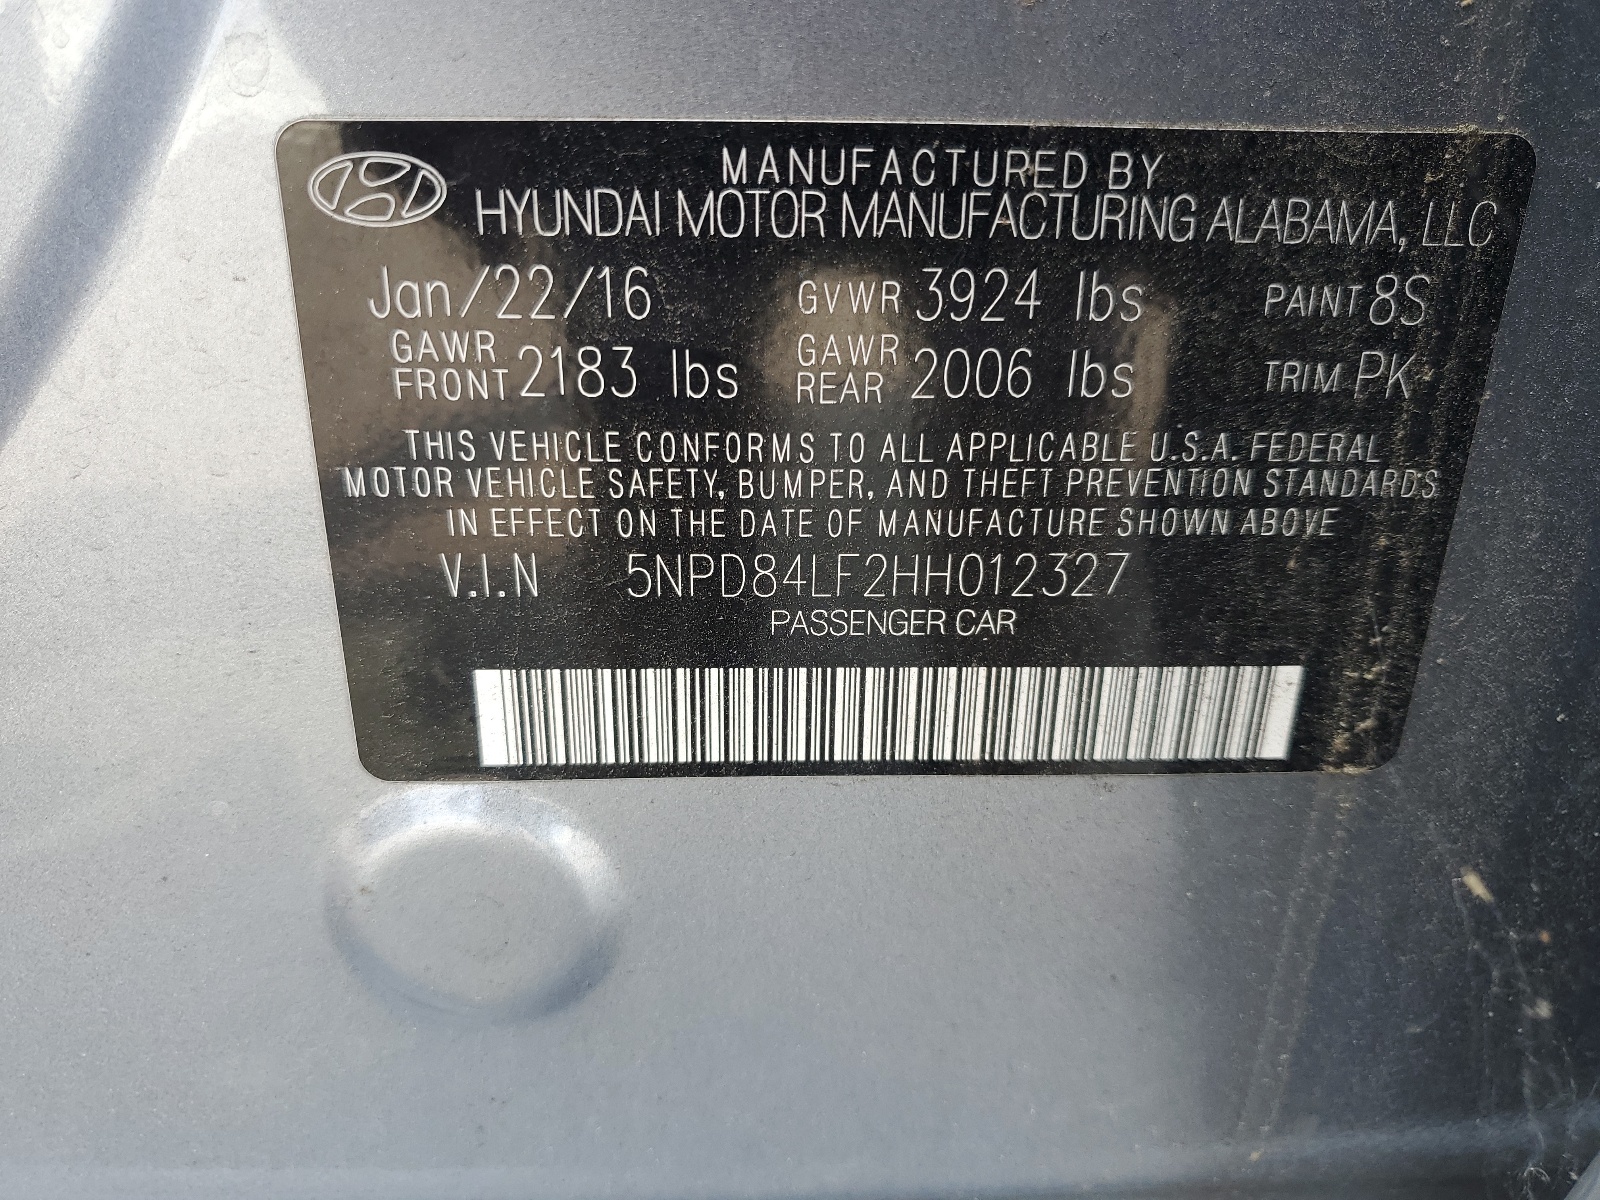 MANUFACTURED BY
HYUNDAI MOTOR MANUFACTURING ALABAMA, LLC
Jan/22/16 GVWR 3924 lbs PAINT 8S
GAWR FRONT 2183 lbs GAWR REAR 2006 lbs TRIM PK
THIS VEHICLE CONFORMS TO ALL APPLICABLE U.S.A. FEDERAL
MOTOR VEHICLE SAFETY, BUMPER, AND THEFT PREVENTION STANDARDS
IN EFFECT ON THE DATE OF MANUFACTURE SHOWN ABOVE
V.I.N 5NPD84LF2HH012327
PASSENGER CAR